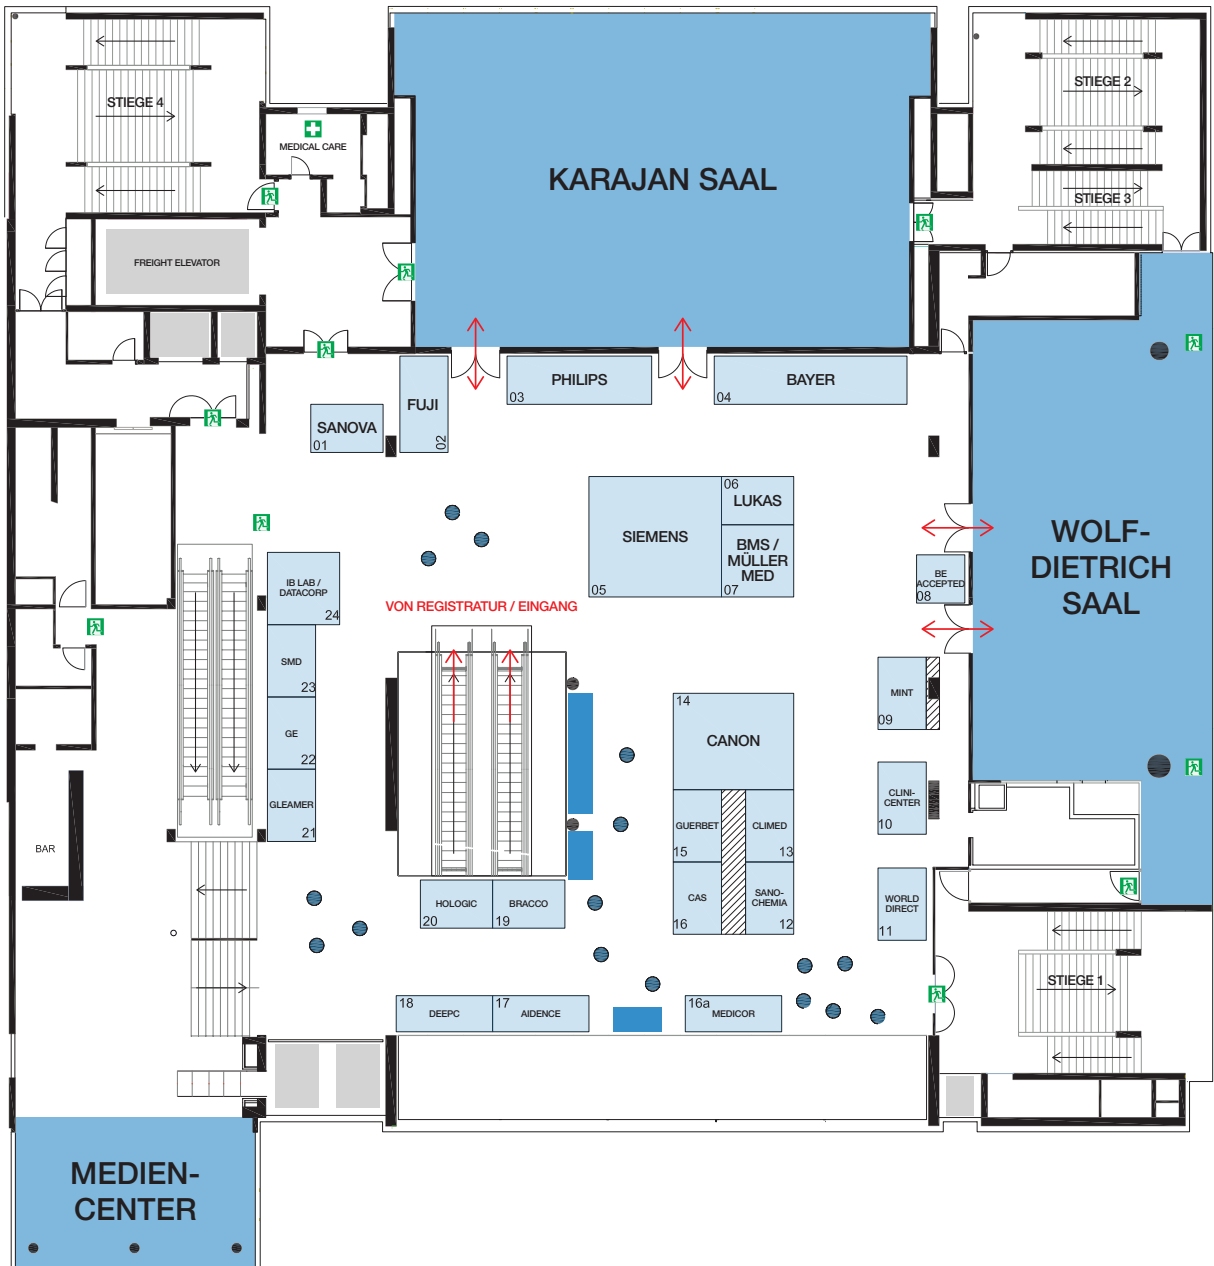 STIEGE 4
MEDICAL CARE
KARAJAN SAAL
STIEGE 2
STIEGE 3
FREIGHT ELEVATOR
SANOVA
01
FUJI
02
PHILIPS
03
BAYER
04
SIEMENS
05
06
LUKAS
BMS /
MÜLLER
MED
07
WOLF-
DIETRICH
SAAL
BE
ACCEPTED
08
IB LAB /
DATACORP
24
VON REGISTRATUR / EINGANG
SMD
23
GE
22
GLEAMER
21
MINT
09
14
CANON
CLINI-
CENTER
10
GUERBET
15
CLIMED
13
CAS
16
SANO-
CHEMIA
12
WORLD
DIRECT
11
BAR
HOLOGIC
20
BRACCO
19
STIEGE 1
18
DEEPC
17
AIDENCE
16a
MEDICOR
MEDIEN-
CENTER